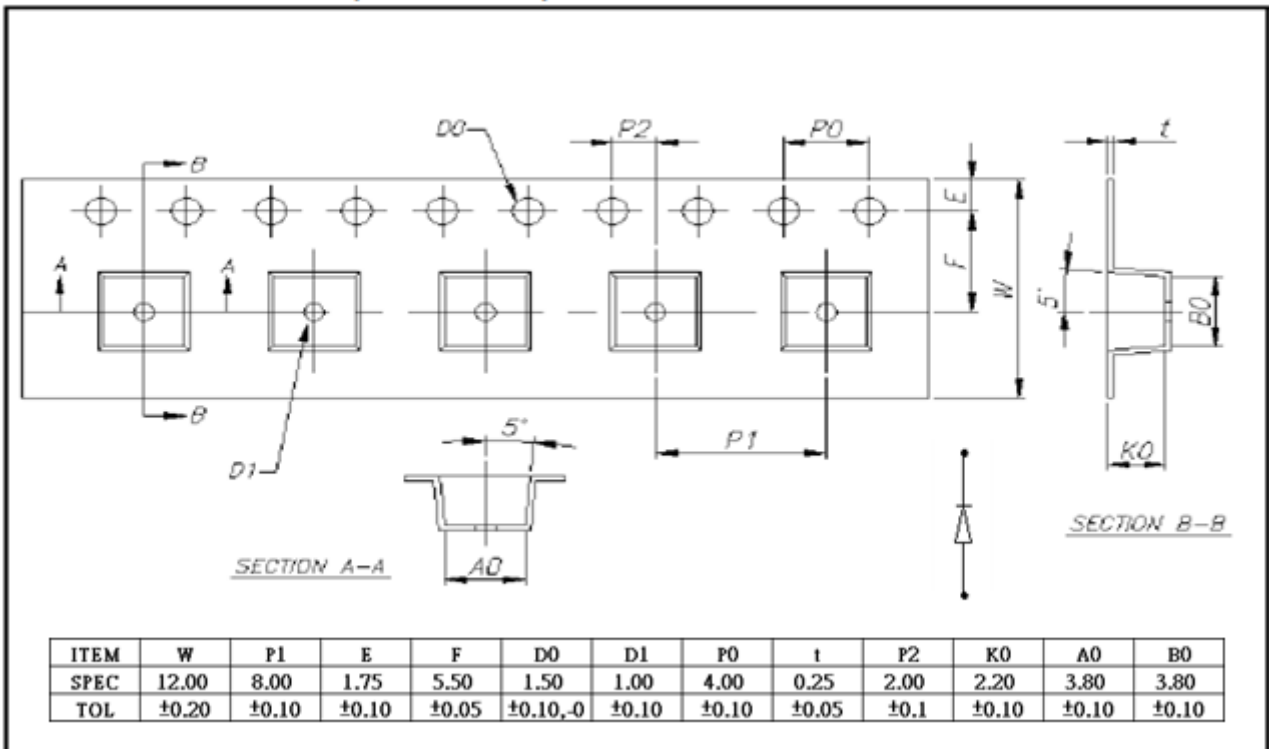 B
D0
P2
P0
t
E
F
W
A
A
5°
B0
B
D1
P1
K0
5°
A0
SECTION A-A
SECTION B-B
ITEM W P1 E F D0 D1 P0 t P2 K0 A0 B0
SPEC 12.00 8.00 1.75 5.50 1.50 1.00 4.00 0.25 2.00 2.20 3.80 3.80
TOL ±0.20 ±0.10 ±0.10 ±0.05 ±0.10,-0 ±0.10 ±0.10 ±0.05 ±0.1 ±0.10 ±0.10 ±0.10